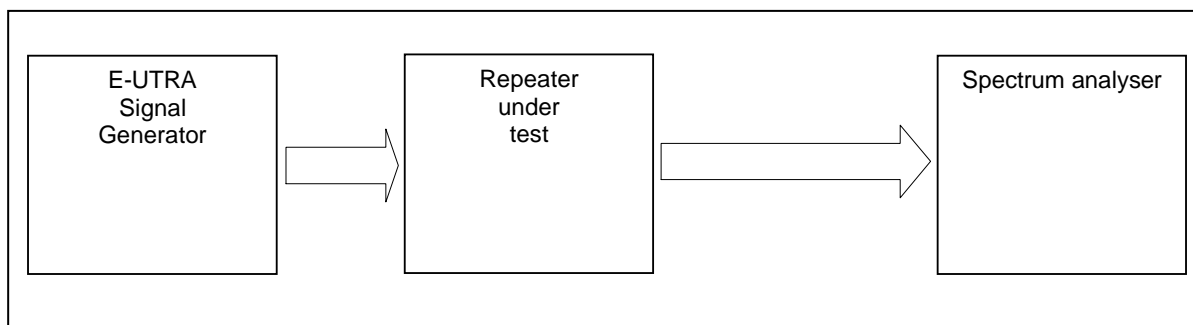 E-UTRA
Signal
Generator
Repeater
under
test
Spectrum analyser